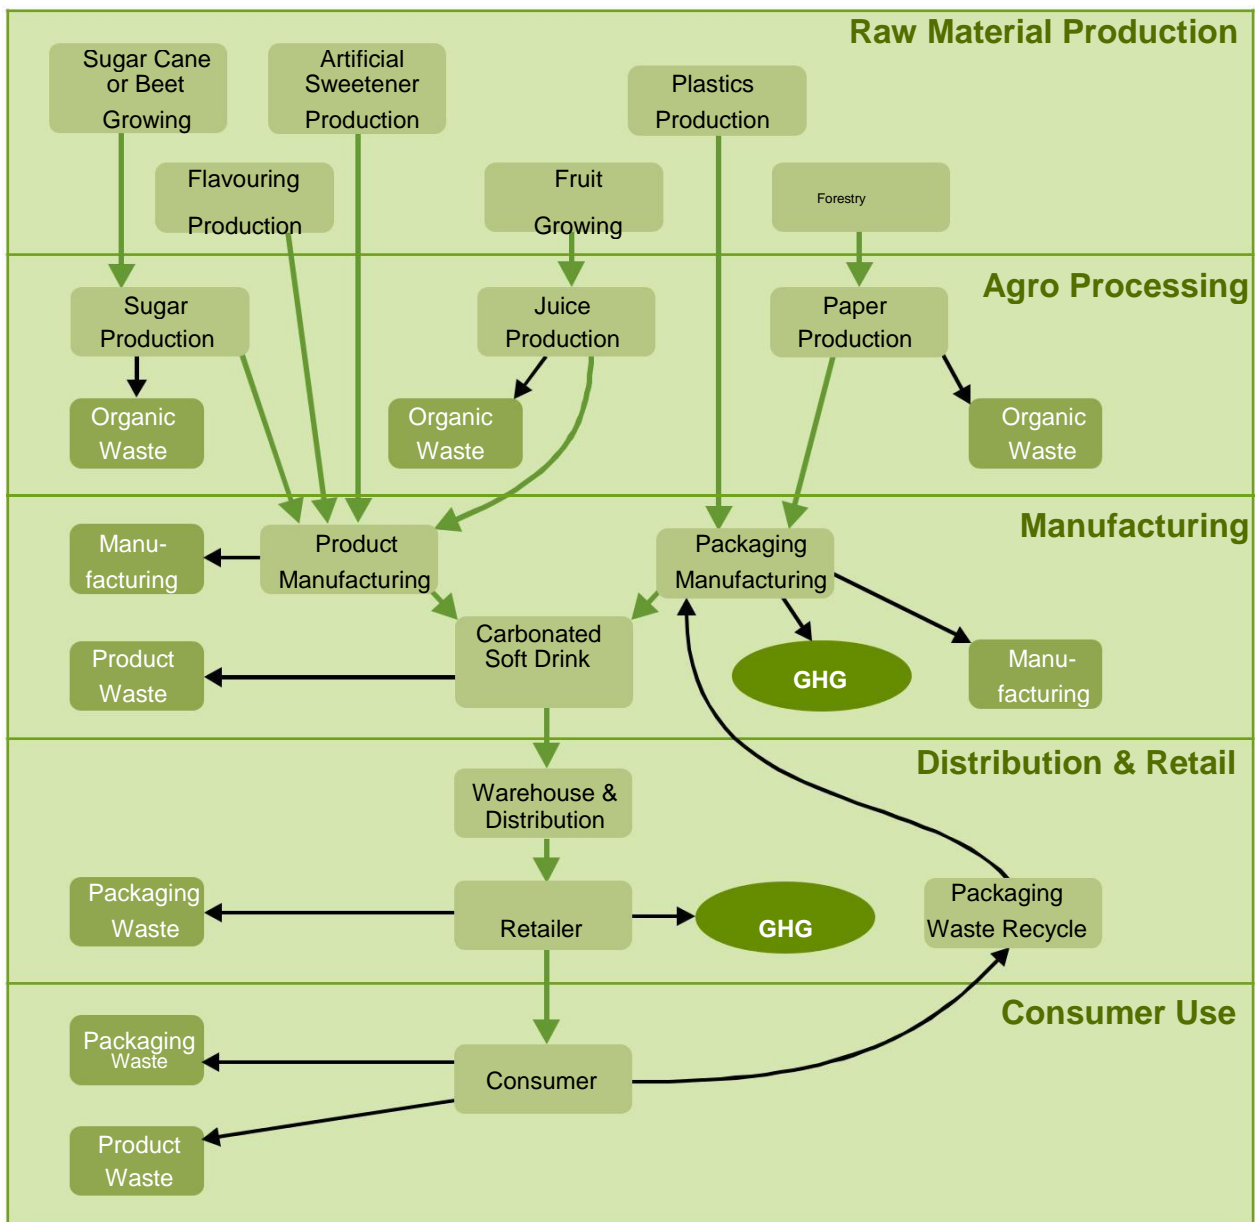 Raw Material Production
Sugar Cane
or Beet
Growing
Artificial
Sweetener
Production
Plastics
Production
Flavouring
Production
Fruit
Growing
Forestry
Agro Processing
Sugar
Production
Juice
Production
Paper
Production
Organic
Waste
Organic
Waste
Organic
Waste
Manufacturing
Manu-
facturing
Product
Manufacturing
Packaging
Manufacturing
Carbonated
Soft Drink
Product
Waste
GHG
Manu-
facturing
Distribution & Retail
Warehouse &
Distribution
Packaging
Waste
Retailer
GHG
Packaging
Waste Recycle
Consumer Use
Packaging
Waste
Consumer
Product
Waste